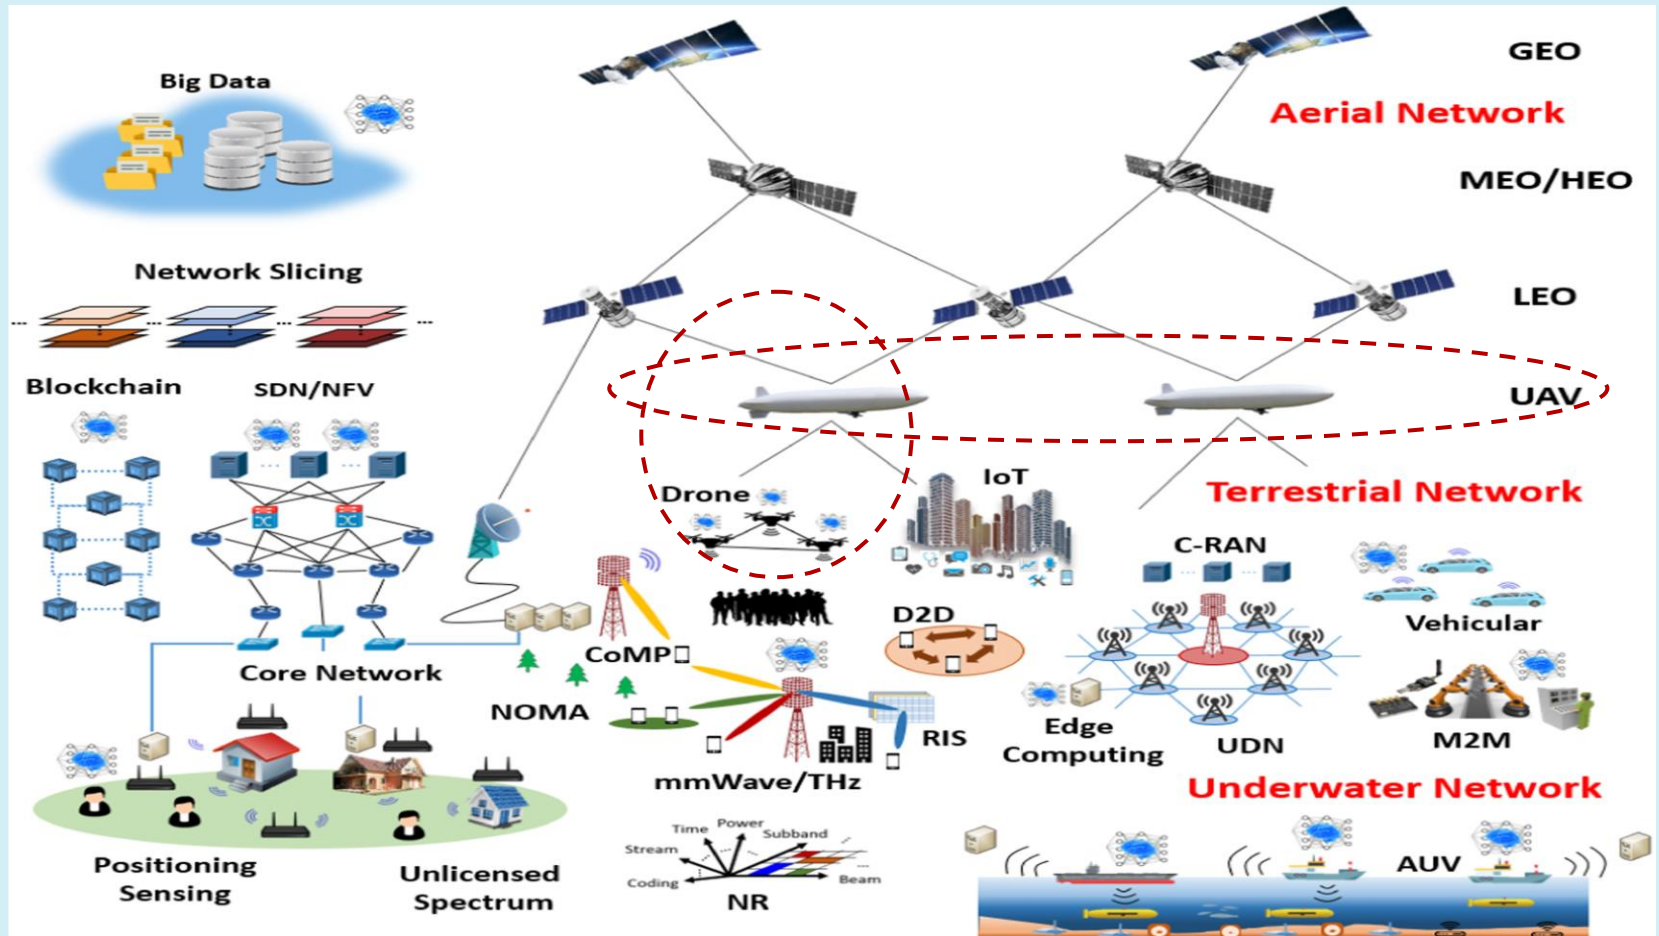 GEO
Big Data
Aerial Network
MEO/HEO
Network Slicing
LEO
Blockchain
SDN/NFV
UAV
IoT
Drone
Terrestrial Network
C-RAN
D2D
Vehicular
CoMP
Core Network
NOMA
Edge
Computing
RIS
UDN
M2M
mmWave/THz
Underwater Network
Time
Power
Subband
Stream
Coding
Beam
NR
Positioning
Sensing
Unlicensed
Spectrum
AUV